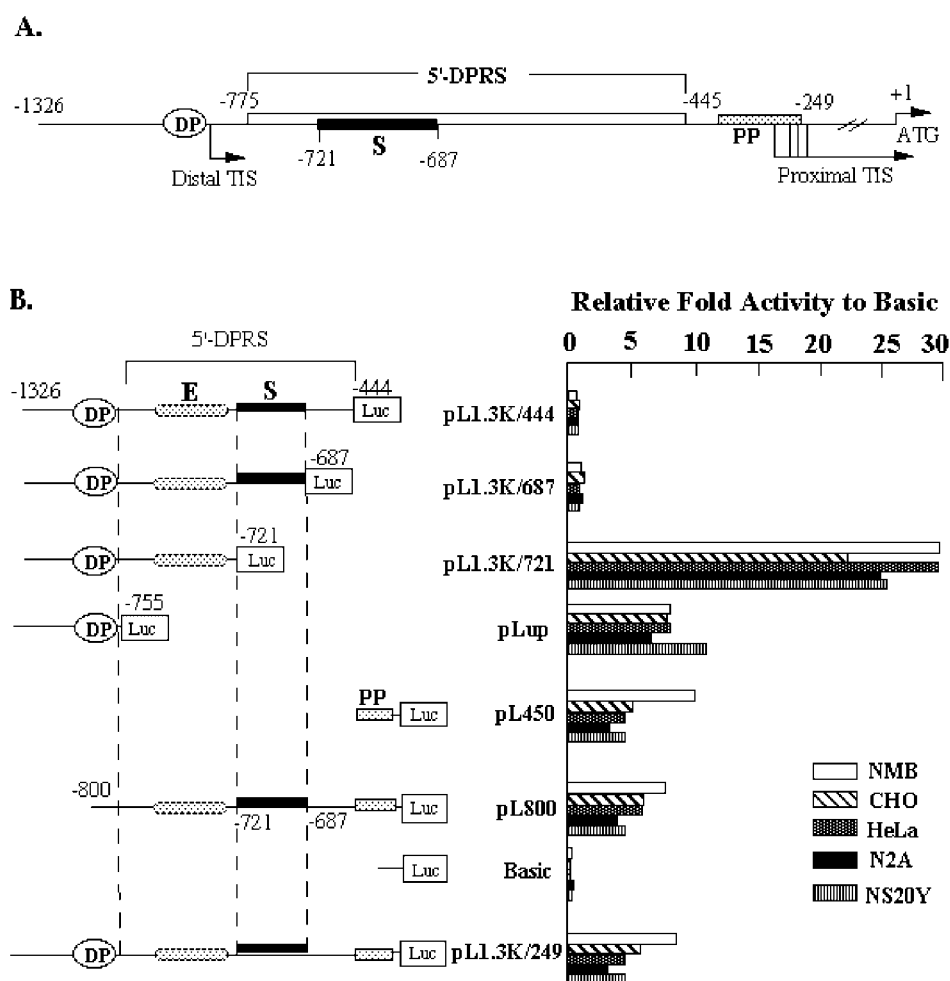 A.
5'-DPRS
-1326 -775 -445 -249 +1
DP PP ATG
-721 S -687
Distal TIS Proximal TIS
B. Relative Fold Activity to Basic
5'-DPRS 0 5 10 15 20 25 30
-1326 E S -444
DP Luc pL1.3K/444
-687
DP Luc pL1.3K/687
-721
DP Luc pL1.3K/721
-755
DP Luc pLup
PP
Luc pL450
-800
Luc pL800
-721 -687
Luc Basic
DP Luc pL1.3K/249
NMB
CHO
HeLa
N2A
NS20Y